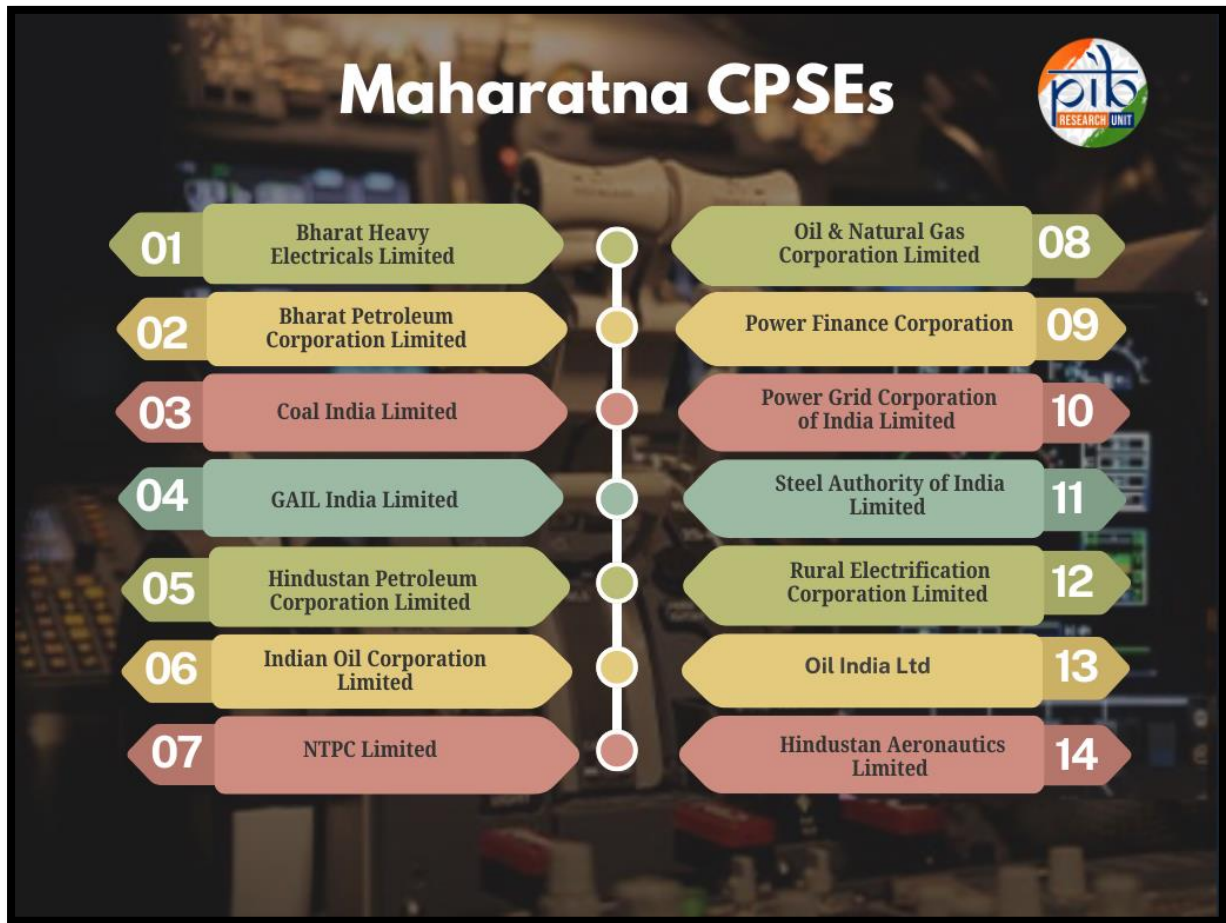 Maharatna CPSEs
pib
RESEARCH UNIT
01
Bharat Heavy
Electricals Limited
02
Bharat Petroleum
Corporation Limited
03
Coal India Limited
04
GAIL India Limited
05
Hindustan Petroleum
Corporation Limited
06
Indian Oil Corporation
Limited
07
NTPC Limited
Oil & Natural Gas
Corporation Limited
08
Power Finance Corporation
09
Power Grid Corporation
of India Limited
10
Steel Authority of India
Limited
11
Rural Electrification
Corporation Limited
12
Oil India Ltd
13
Hindustan Aeronautics
Limited
14